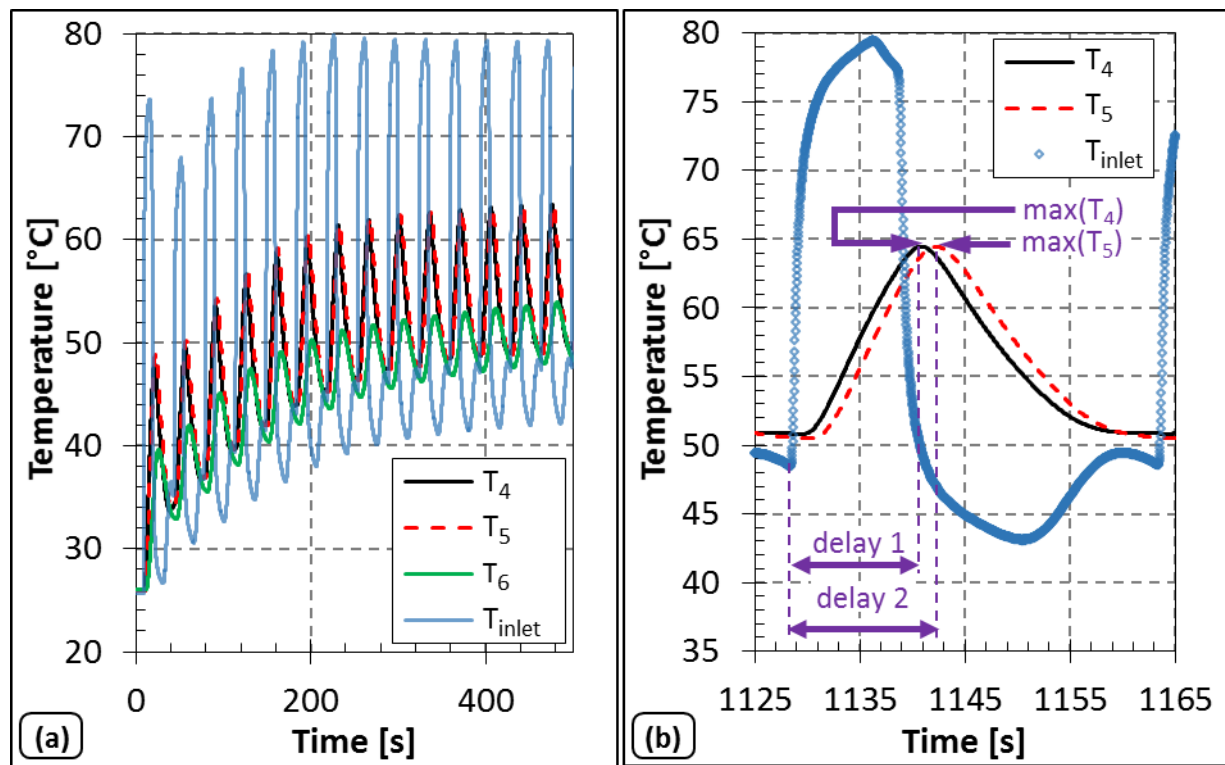 Temperature [°C]
80
70
60
50
40
30
20
T4
T5
T6
Tinlet
0
200
400
Time [s]
(a)
Temperature [°C]
80
75
70
65
60
55
50
45
40
35
T4
T5
Tinlet
max(T4)
max(T5)
delay 1
delay 2
1125
1135
1145
1155
1165
Time [s]
(b)